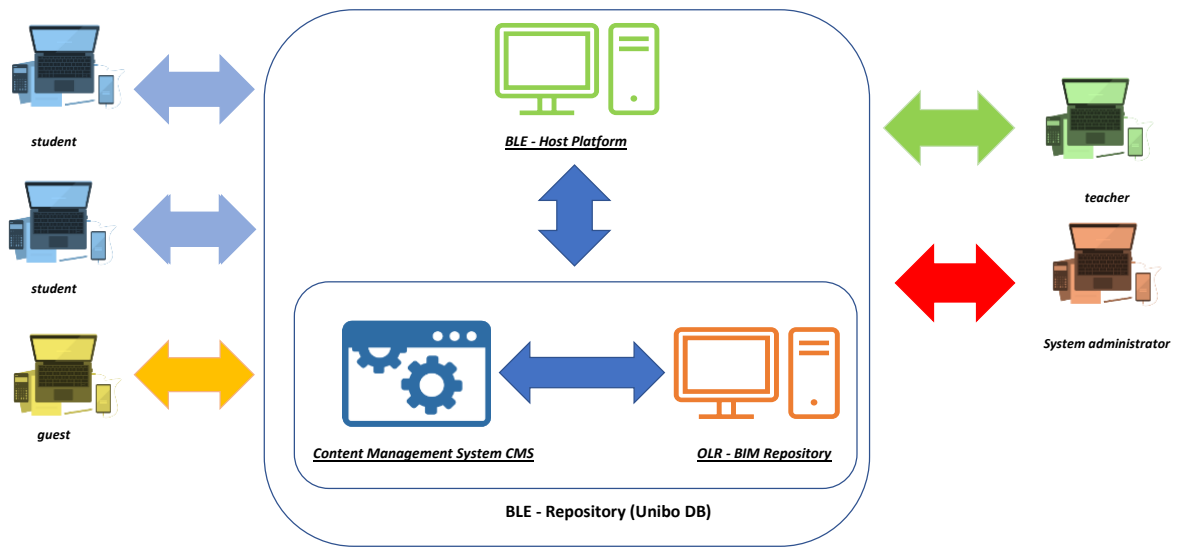 student
BLE - Host Platform
teacher
student
guest
System administrator
Content Management System CMS
OLR - BIM Repository
BLE - Repository (Unibo DB)